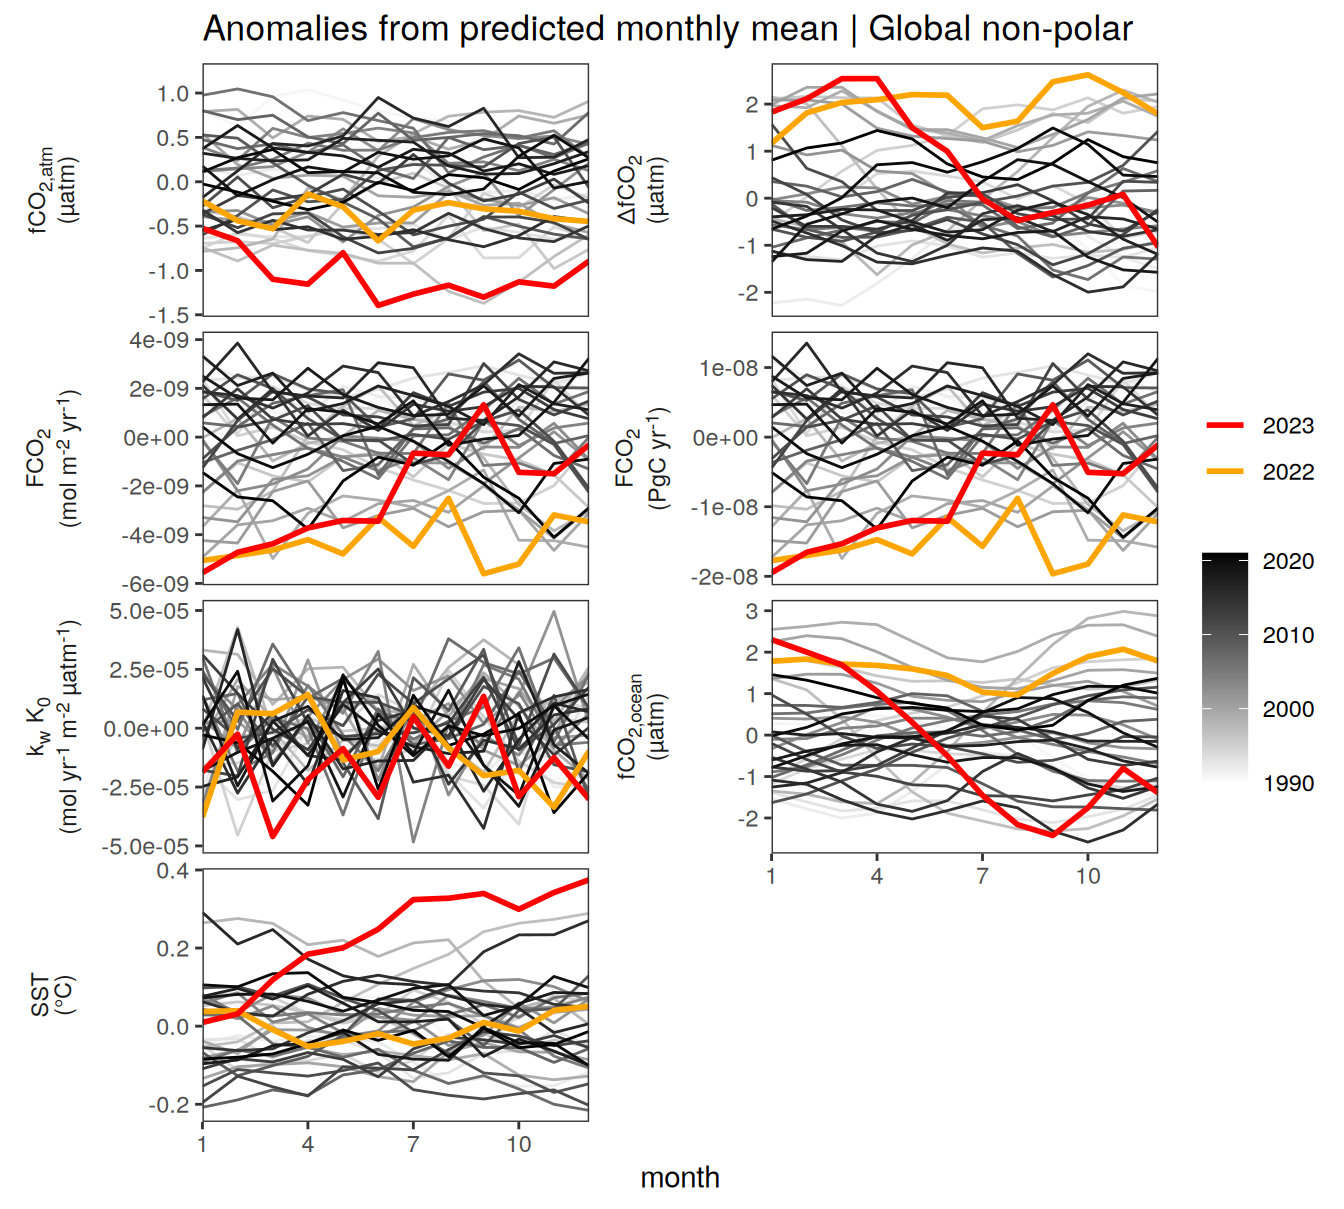 Anomalies from predicted monthly mean | Global non-polar
fCO2,atm
(µatm)
1.0
0.5
0.0
-0.5
-1.0
-1.5
ΔfCO2
(µatm)
2
1
0
-1
-2
FCO2
(mol m-2 yr-1)
4e-09
2e-09
0e+00
-2e-09
-4e-09
-6e-09
FCO2
(PgC yr-1)
1e-08
0e+00
-1e-08
-2e-08
kw K0
(mol yr-1 m-2 µatm-1)
5.0e-05
2.5e-05
0.0e+00
-2.5e-05
-5.0e-05
fCO2,ocean
(µatm)
3
2
1
0
-1
-2
1 4 7 10
SST
(°C)
0.4
0.2
0.0
-0.2
1 4 7 10
month
2023
2022
2020
2010
2000
1990